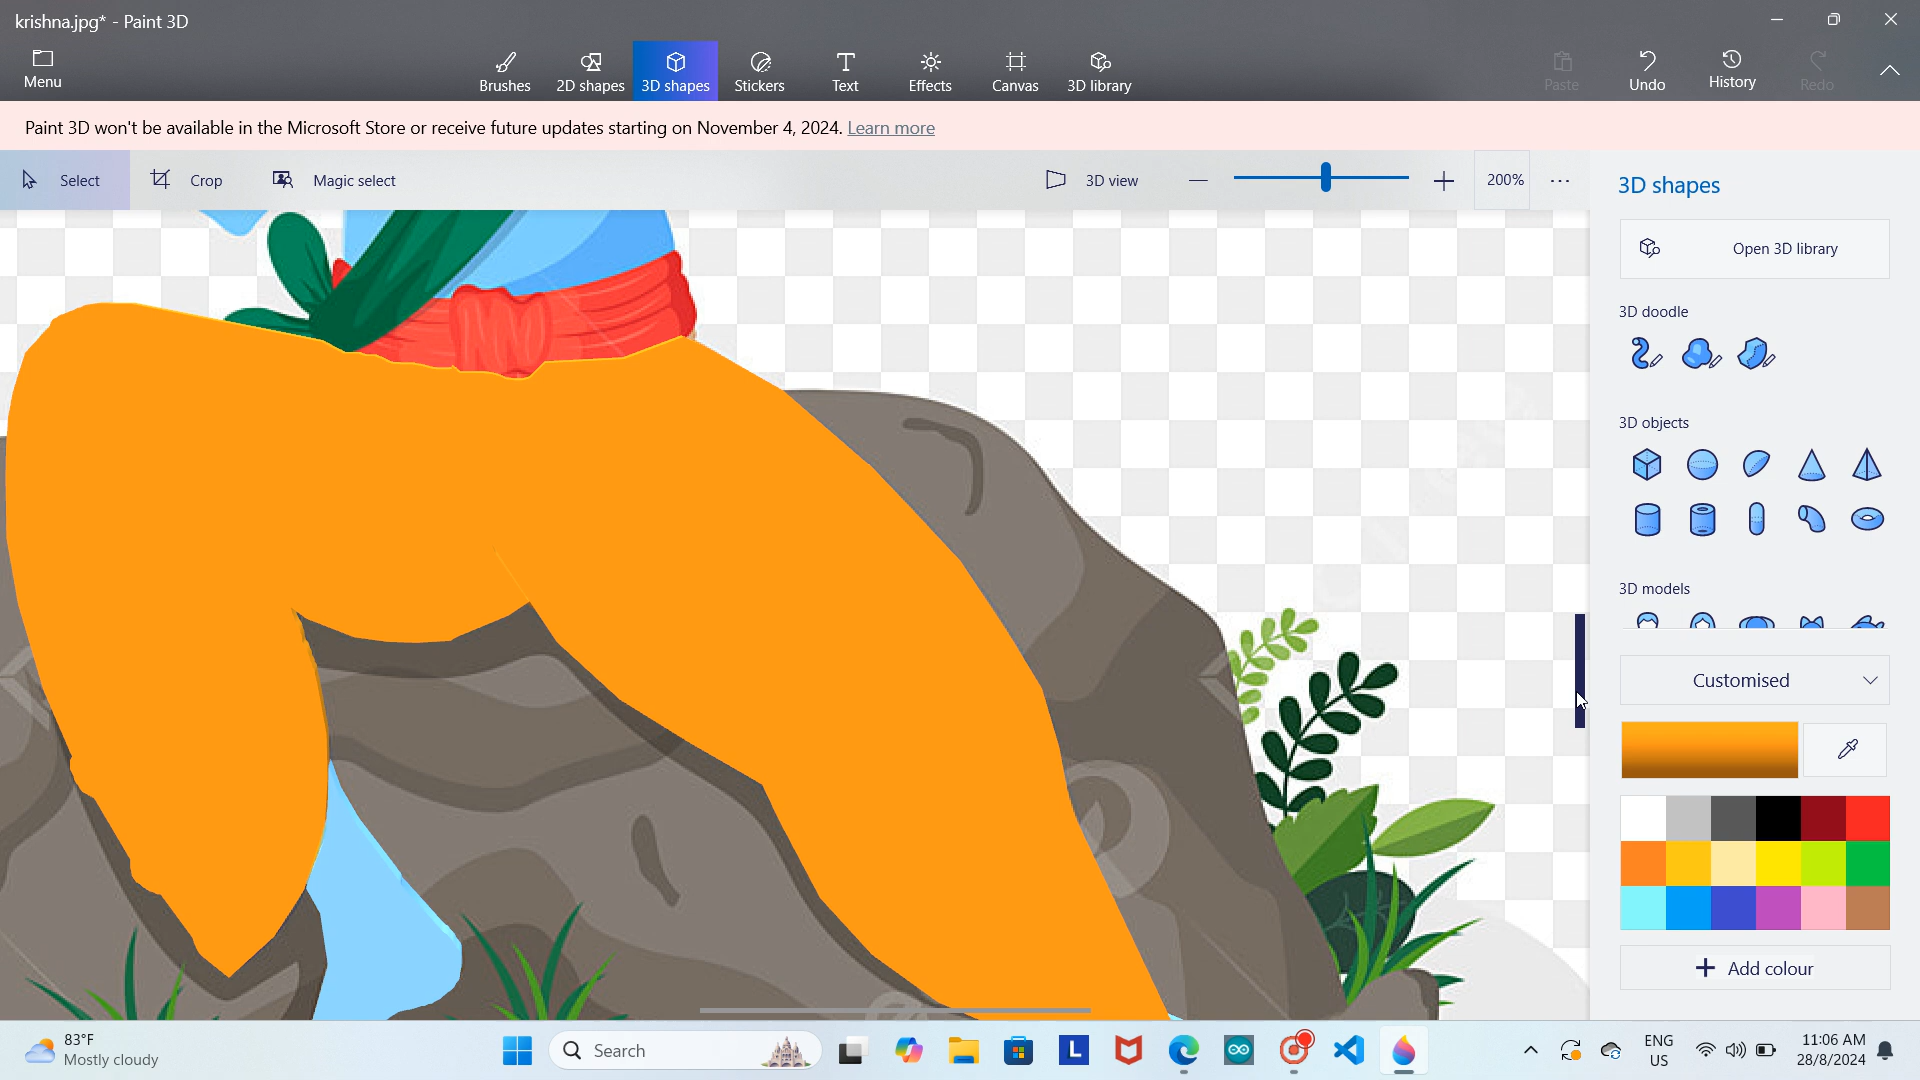 krishna.jpg* - Paint 3D
Menu
Brushes
2D shapes
3D shapes
Stickers
Text
Effects
Canvas
3D library
Paste
Undo
History
Redo
Paint 3D won't be available in the Microsoft Store or receive future updates starting on November 4, 2024. Learn more
Select
Crop
Magic select
3D view
200%
3D shapes
Open 3D library
3D doodle
3D objects
3D models
Customised
+ Add colour
83°F
Mostly cloudy
Search
L
ENG
US
11:06 AM
28/8/2024